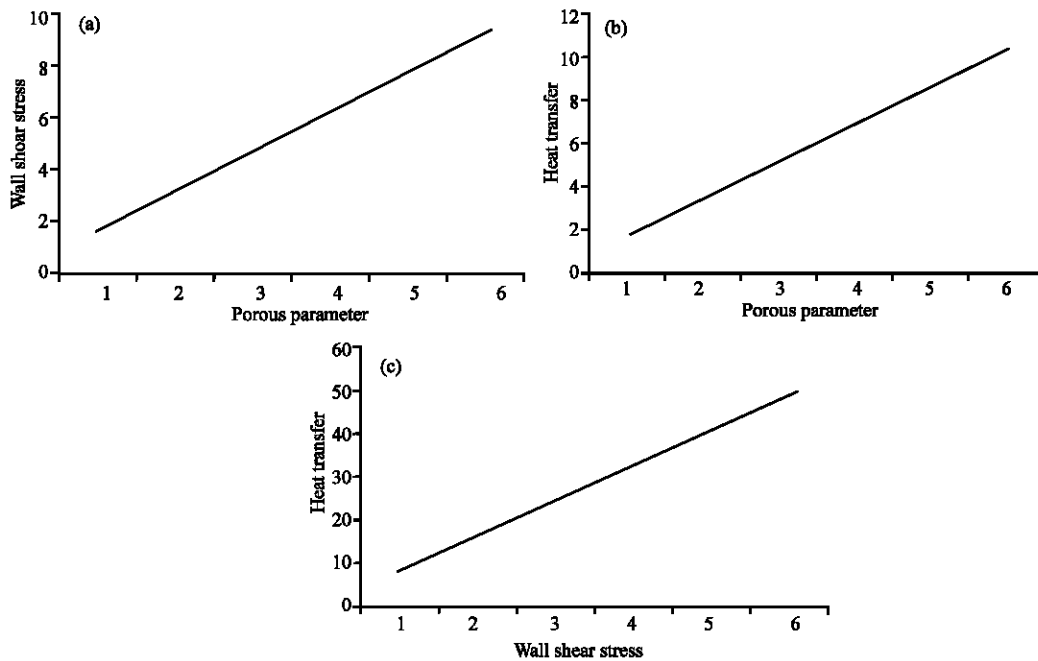 (a)
Wall shoar stress
10
8
6
4
2
0
1 2 3 4 5 6
Porous parameter
(b)
Heat transfer
12
10
8
6
4
2
0
1 2 3 4 5 6
Porous parameter
(c)
Heat transfer
60
50
40
30
20
10
0
1 2 3 4 5 6
Wall shear stress